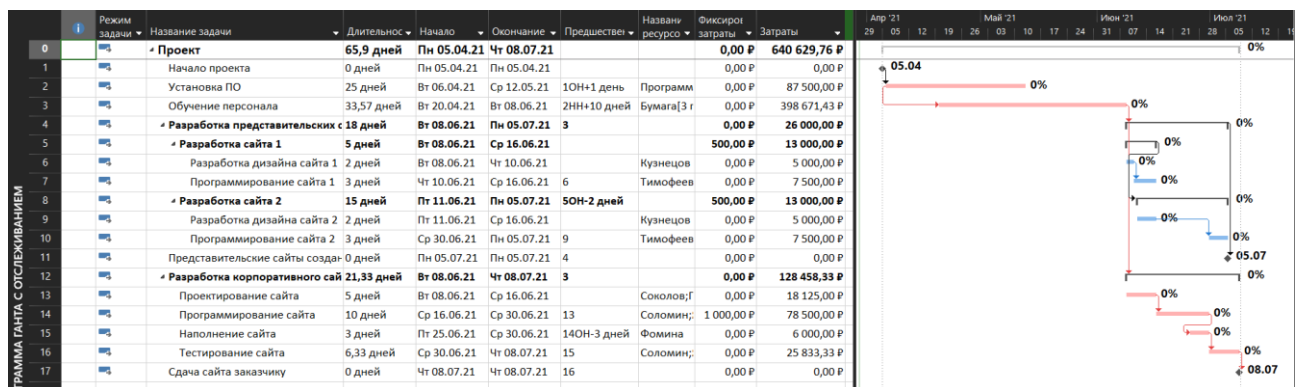 Режим задачи Название задачи Длительнос Начало Окончание Предшествен Названи ресурсо Фиксирог затраты Затраты
Апр '21 Май '21 Июн '21 Июл '21
29 05 12 19 26 03 10 17 24 31 07 14 21 28 05 12 19
0 Проект 65,9 дней Пн 05.04.21 Чт 08.07.21 0,00 ₽ 640 629,76 ₽ 0%
1 Начало проекта 0 дней Пн 05.04.21 Пн 05.04.21 0,00 ₽ 0,00 ₽ 05.04
2 Установка ПО 25 дней Вт 06.04.21 Ср 12.05.21 1ОН+1 день Программ 0,00 ₽ 87 500,00 ₽ 0%
3 Обучение персонала 33,57 дней Вт 20.04.21 Вт 08.06.21 2НН+10 дней Бумага[3 г 0,00 ₽ 398 671,43 ₽ 0%
4 Разработка представительских с 18 дней Вт 08.06.21 Пн 05.07.21 3 0,00 ₽ 26 000,00 ₽ 0%
5 Разработка сайта 1 5 дней Вт 08.06.21 Ср 16.06.21 500,00 ₽ 13 000,00 ₽ 0%
6 Разработка дизайна сайта 1 2 дней Вт 08.06.21 Чт 10.06.21 Кузнецов 0,00 ₽ 5 000,00 ₽ 0%
7 Программирование сайта 1 3 дней Чт 10.06.21 Ср 16.06.21 6 Тимофеев 0,00 ₽ 7 500,00 ₽ 0%
8 Разработка сайта 2 15 дней Пт 11.06.21 Пн 05.07.21 5ОН-2 дней 500,00 ₽ 13 000,00 ₽ 0%
9 Разработка дизайна сайта 2 2 дней Пт 11.06.21 Ср 16.06.21 Кузнецов 0,00 ₽ 5 000,00 ₽ 0%
10 Программирование сайта 2 3 дней Ср 30.06.21 Пн 05.07.21 9 Тимофеев 0,00 ₽ 7 500,00 ₽ 0%
11 Представительские сайты создан 0 дней Пн 05.07.21 Пн 05.07.21 4 0,00 ₽ 0,00 ₽ 05.07
12 Разработка корпоративного сай 21,33 дней Вт 08.06.21 Чт 08.07.21 3 0,00 ₽ 128 458,33 ₽ 0%
13 Проектирование сайта 5 дней Вт 08.06.21 Ср 16.06.21 Соколов;Г 0,00 ₽ 18 125,00 ₽ 0%
14 Программирование сайта 10 дней Ср 16.06.21 Ср 30.06.21 13 Соломин; 1 000,00 ₽ 78 500,00 ₽ 0%
15 Наполнение сайта 3 дней Пт 25.06.21 Ср 30.06.21 14ОН-3 дней Фомина 0,00 ₽ 6 000,00 ₽ 0%
16 Тестирование сайта 6,33 дней Ср 30.06.21 Чт 08.07.21 15 Соломин; 0,00 ₽ 25 833,33 ₽ 0%
17 Сдача сайта заказчику 0 дней Чт 08.07.21 Чт 08.07.21 16 0,00 ₽ 0,00 ₽ 08.07
РАММА ГАНТА С ОТСЛЕЖИВАНИЕМ